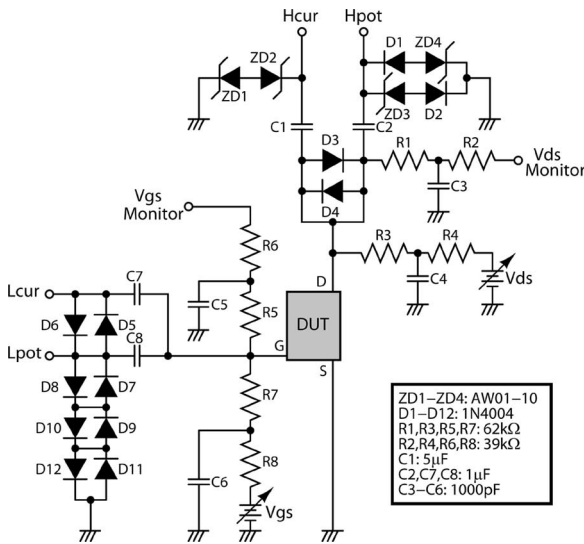 Hcur Hpot
D1 ZD4
ZD2
ZD1 ZD3 D2
C1 C2
D3 R1 R2 Vds
Monitor
C3
D4
Vgs
Monitor
R6 R3 R4
C4 Vds
D
C7
Lcur
C5 R5 DUT
D6 D5
C8
Lpot G
S
D8 D7 R7
D10 D9
R8
D12 D11 C6
Vgs
ZD1–ZD4: AW01–10
D1–D12: 1N4004
R1,R3,R5,R7: 62kΩ
R2,R4,R6,R8: 39kΩ
C1: 5μF
C2,C7,C8: 1μF
C3–C6: 1000pF